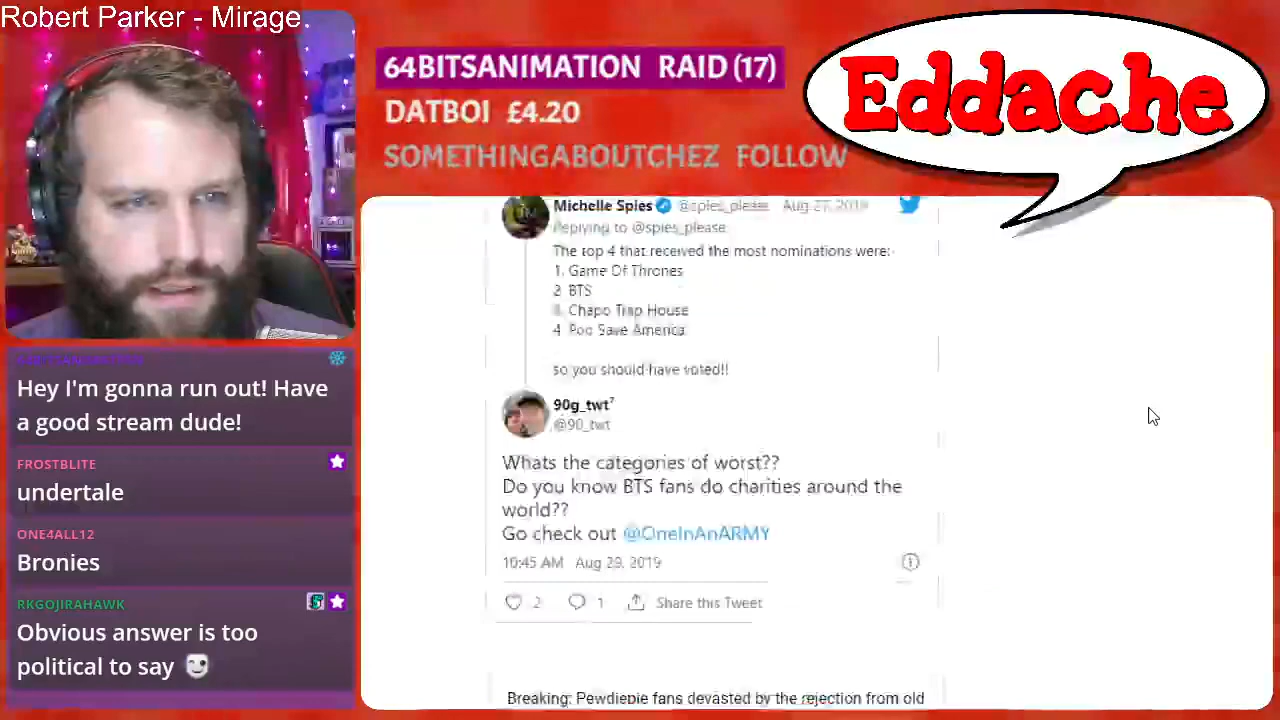 Robert Parker - Mirage.
64BITSANIMATION RAID (17)
DATBOI £4.20
SOMETHINGABOUTCHEZ FOLLOW
Eddache
Michelle Spies @spies_please Aug 27, 2019
Replying to @spies_please
The top 4 that received the most nominations were:
1. Game Of Thrones
2. BTS
3. Chapo Trap House
4. Pod Save America
so you should have voted!!
90g_twt⁷
@90_twt
Whats the categories of worst??
Do you know BTS fans do charities around the
world??
Go check out @OneInAnARMY
10:45 AM Aug 29, 2019
2 1 Share this Tweet
Breaking: Pewdiepie fans devasted by the rejection from old
64BITSANIMATION
Hey I'm gonna run out! Have
a good stream dude!
FROSTBLITE
undertale
ONE4ALL12
Bronies
RKGOJIRAHAWK
Obvious answer is too
political to say